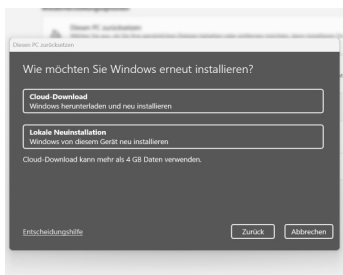 Diesen PC zurücksetzen
Diesen PC zurücksetzen
Wie möchten Sie Windows erneut installieren?
Cloud-Download
Windows herunterladen und neu installieren
Lokale Neuinstallation
Windows von diesem Gerät neu installieren
Cloud-Download kann mehr als 4 GB Daten verwenden.
Entscheidungshilfe
Zurück
Abbrechen